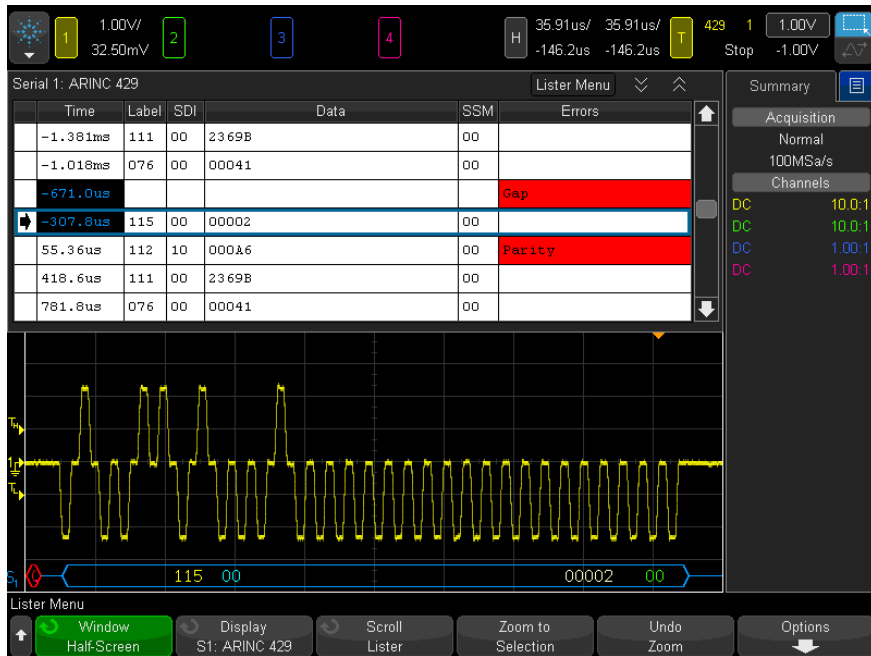 1 1.00V/ 2 3 4 H 35.91us/ 35.91us/ T 429 1 1.00V
32.50mV -146.2us -146.2us Stop -1.00V
Serial 1: ARINC 429 Lister Menu Summary
Time Label SDI Data SSM Errors
-1.381ms 111 00 2369B 00
-1.018ms 076 00 00041 00
-671.0us Gap
-307.8us 115 00 00002 00
55.36us 112 10 000A6 00 Parity
418.6us 111 00 2369B 00
781.8us 076 00 00041 00
Acquisition
Normal
100MSa/s
Channels
DC 10.0:1
DC 10.0:1
DC 1.00:1
DC 1.00:1
TH
1
TL
S1 115 00 00002 00
Lister Menu
Window Display Scroll Zoom to Undo Options
Half-Screen S1: ARINC 429 Lister Selection Zoom